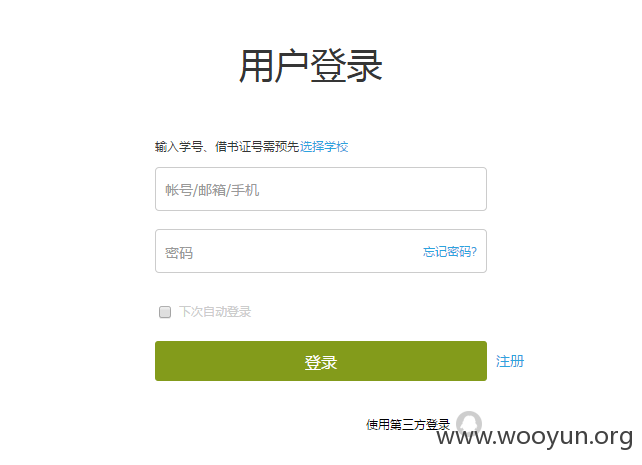 用户登录
输入学号、借书证号需预先选择学校
帐号/邮箱/手机
密码 忘记密码?
下次自动登录
登录 注册
使用第三方登录
www.wooyun.org